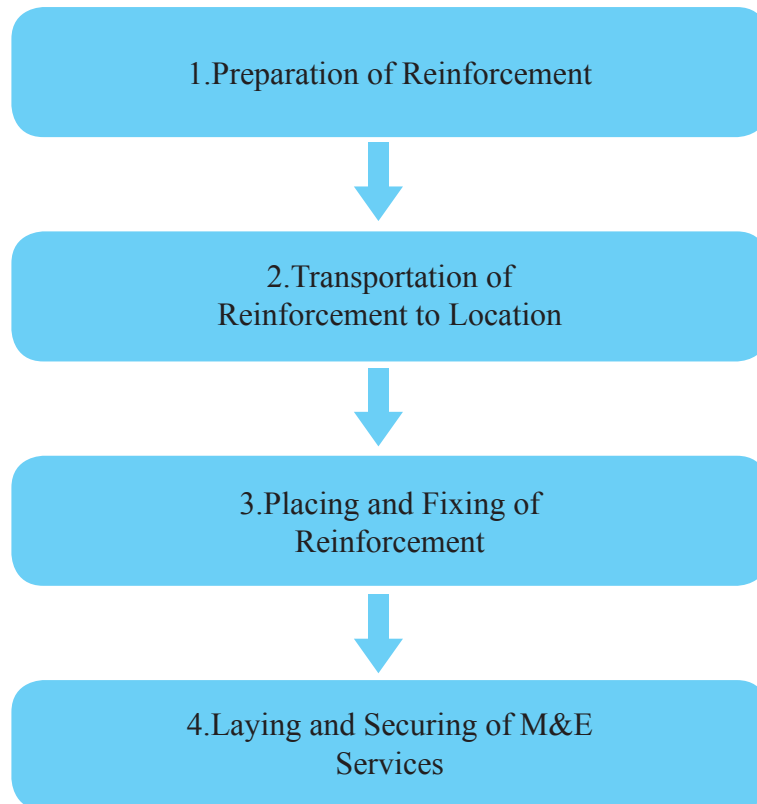 1.Preparation of Reinforcement
2.Transportation of
Reinforcement to Location
3.Placing and Fixing of
Reinforcement
4.Laying and Securing of M&E
Services